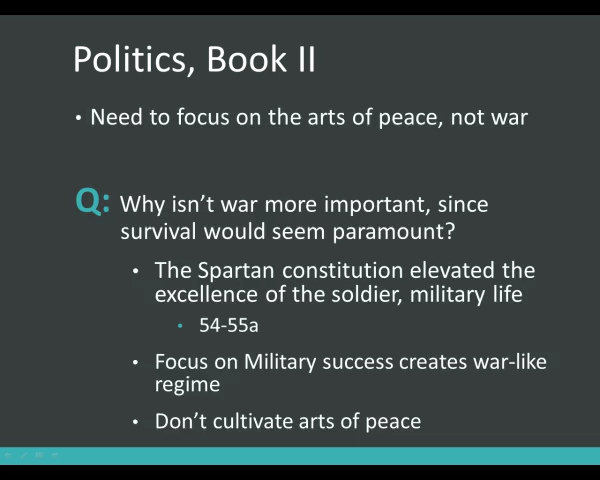 Politics, Book II
• Need to focus on the arts of peace, not war
Q: Why isn't war more important, since
survival would seem paramount?
• The Spartan constitution elevated the
excellence of the soldier, military life
• 54-55a
• Focus on Military success creates war-like
regime
• Don't cultivate arts of peace